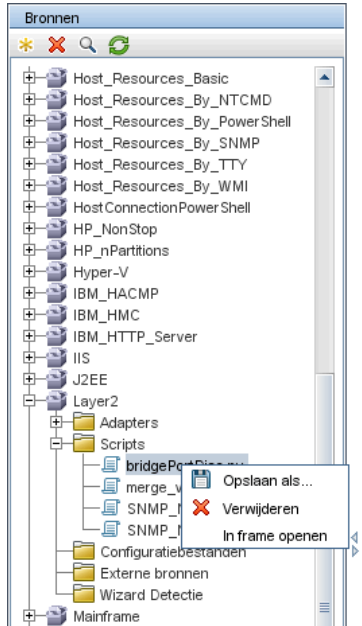 Bronnen
Host_Resources_Basic
Host_Resources_By_NTCMD
Host_Resources_By_PowerShell
Host_Resources_By_SNMP
Host_Resources_By_TTY
Host_Resources_By_WMI
HostConnectionPowerShell
HP_NonStop
HP_nPartitions
Hyper-V
IBM_HACMP
IBM_HMC
IBM_HTTP_Server
IIS
J2EE
Layer2
Adapters
Scripts
Opslaan als...
Verwijderen
In frame openen
Configuratiebestanden
Externe bronnen
Wizard Detectie
Mainframe